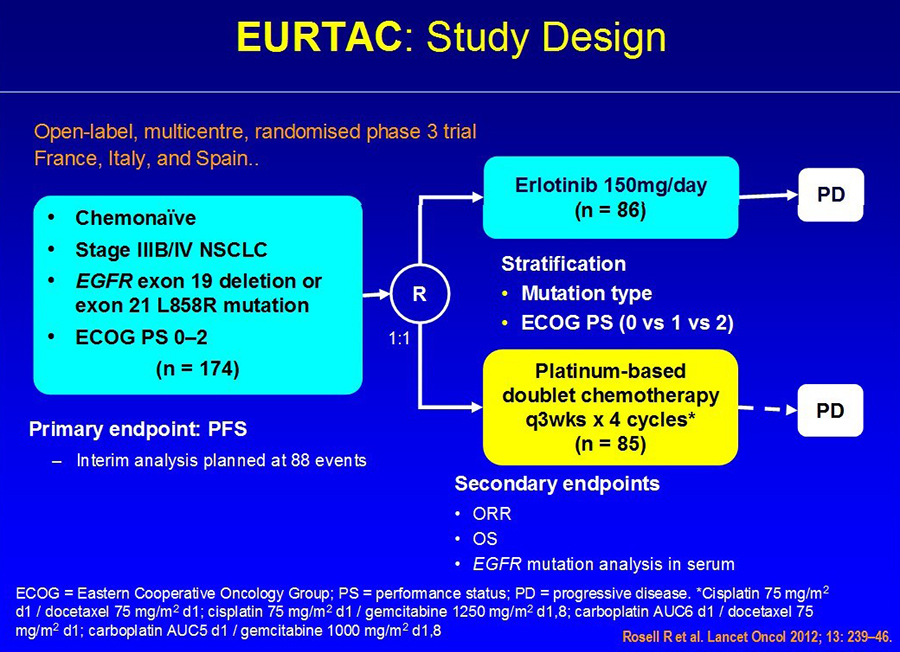 EURTAC: Study Design
Open-label, multicentre, randomised phase 3 trial
France, Italy, and Spain..
• Chemonaïve
• Stage IIIB/IV NSCLC
• EGFR exon 19 deletion or
exon 21 L858R mutation
• ECOG PS 0–2
(n = 174)
R
1:1
Erlotinib 150mg/day
(n = 86)
PD
Stratification
• Mutation type
• ECOG PS (0 vs 1 vs 2)
Platinum-based
doublet chemotherapy
q3wks x 4 cycles*
(n = 85)
PD
Primary endpoint: PFS
– Interim analysis planned at 88 events
Secondary endpoints
• ORR
• OS
• EGFR mutation analysis in serum
ECOG = Eastern Cooperative Oncology Group; PS = performance status; PD = progressive disease. *Cisplatin 75 mg/m²
d1 / docetaxel 75 mg/m² d1; cisplatin 75 mg/m² d1 / gemcitabine 1250 mg/m² d1,8; carboplatin AUC6 d1 / docetaxel 75
mg/m² d1; carboplatin AUC5 d1 / gemcitabine 1000 mg/m² d1,8
Rosell R et al. Lancet Oncol 2012; 13: 239–46.